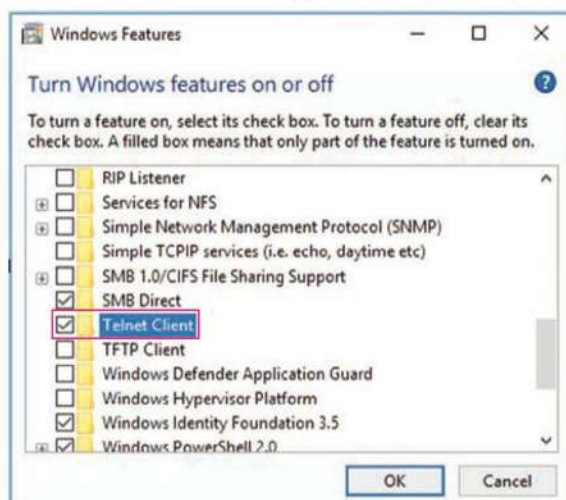 Windows Features
Turn Windows features on or off
To turn a feature on, select its check box. To turn a feature off, clear its
check box. A filled box means that only part of the feature is turned on.
RIP Listener
Services for NFS
Simple Network Management Protocol (SNMP)
Simple TCPIP services (i.e. echo, daytime etc)
SMB 1.0/CIFS File Sharing Support
SMB Direct
Telnet Client
TFTP Client
Windows Defender Application Guard
Windows Hypervisor Platform
Windows Identity Foundation 3.5
Windows PowerShell 2.0
OK Cancel